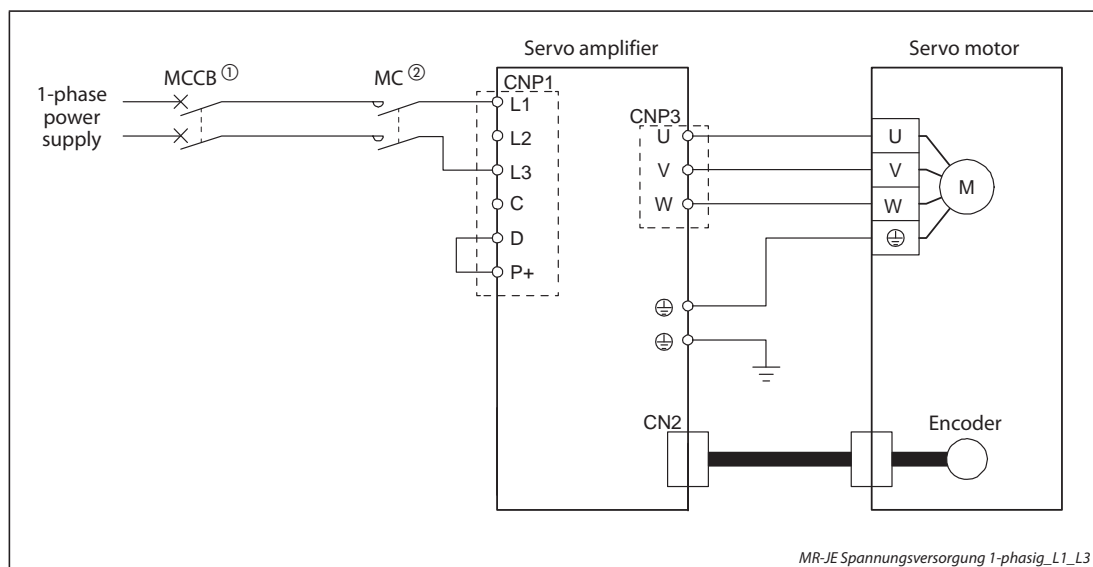 Servo amplifier
Servo motor
MCCB ①
MC ②
CNP1
1-phase
power
supply
L1
L2
L3
C
D
P+
CNP3
U
V
W
U
V
W
M
CN2
Encoder
MR-JE Spannungsversorgung 1-phasig_L1_L3